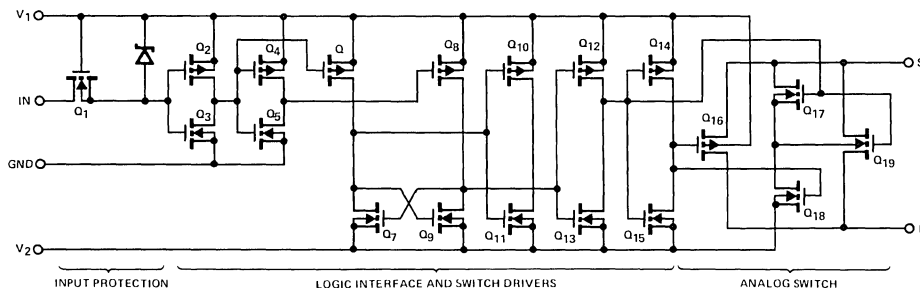 V1
Q2
Q4
Q
Q8
Q10
Q12
Q14
S
IN
Q1
Q16
Q17
Q3
Q5
Q19
GND
Q18
Q7
Q9
Q11
Q13
Q15
V2
INPUT PROTECTION
LOGIC INTERFACE AND SWITCH DRIVERS
ANALOG SWITCH